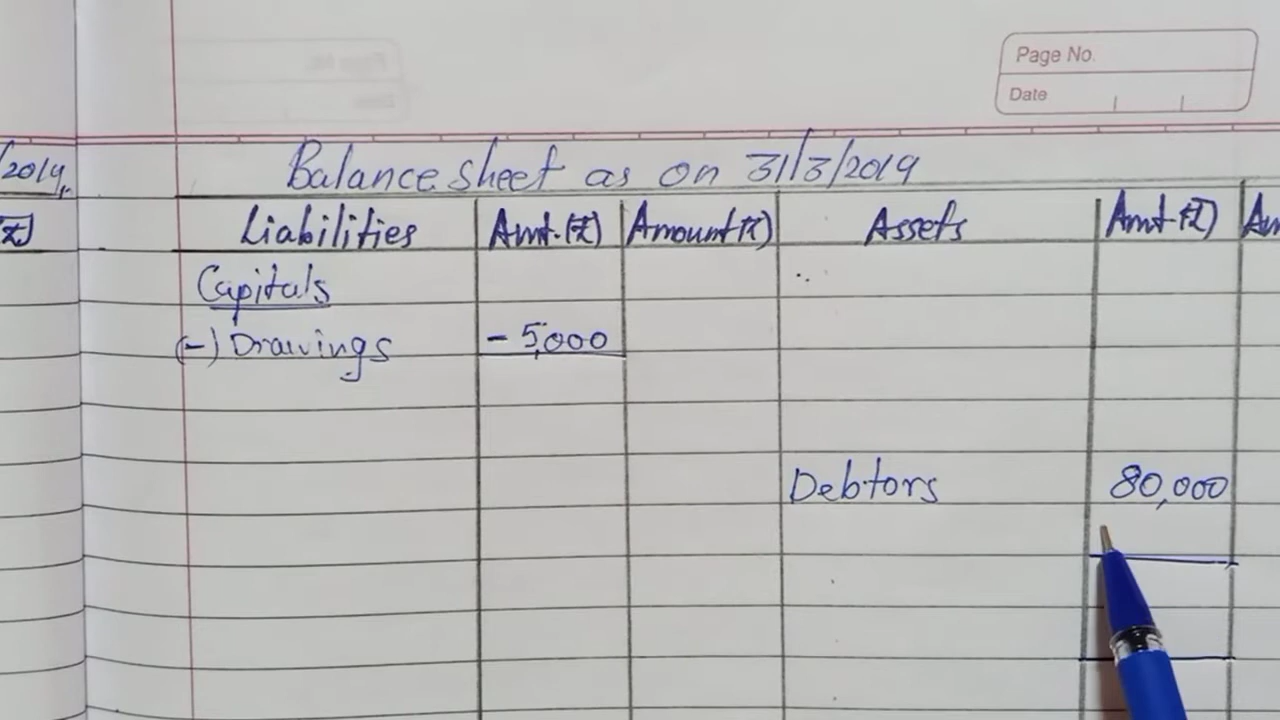 Page No.
Date
/2019
Balance sheet as on 31/3/2019
(₹) Liabilities Amt.(₹) Amount(₹) Assets Amt.(₹)
Capitals
(-) Drawings - 5,000
Debtors 80,000